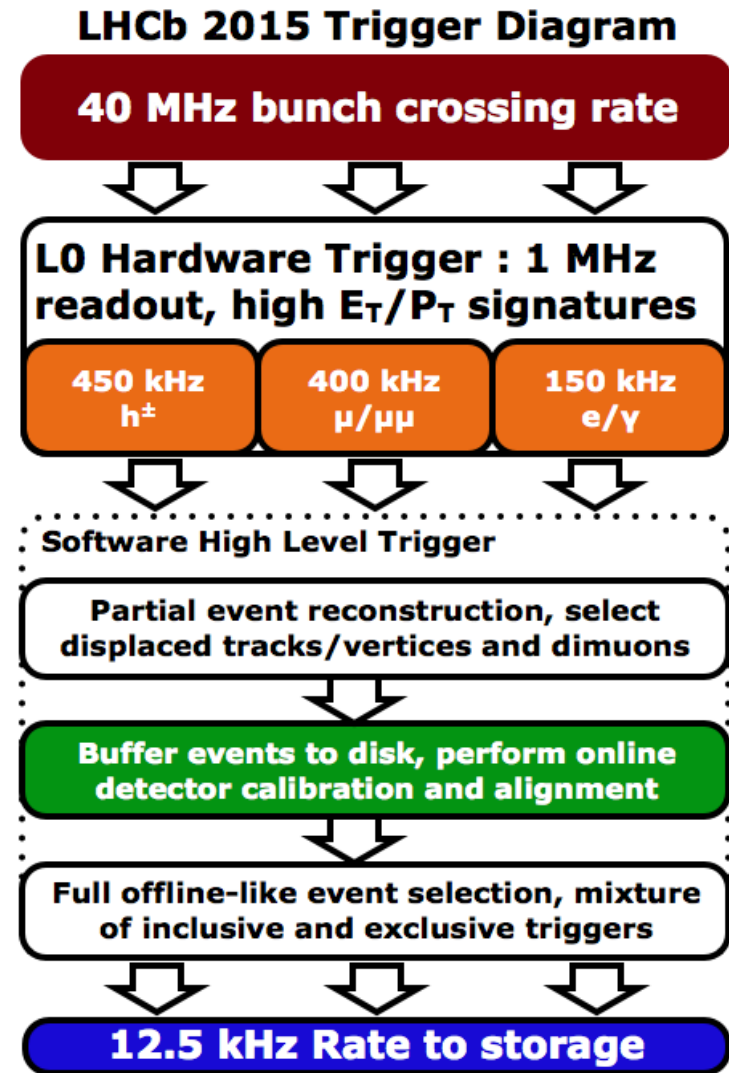 LHCb 2015 Trigger Diagram
40 MHz bunch crossing rate
L0 Hardware Trigger : 1 MHz
readout, high E_T/P_T signatures
450 kHz
h±
400 kHz
μ/μμ
150 kHz
e/γ
Software High Level Trigger
Partial event reconstruction, select
displaced tracks/vertices and dimuons
Buffer events to disk, perform online
detector calibration and alignment
Full offline-like event selection, mixture
of inclusive and exclusive triggers
12.5 kHz Rate to storage